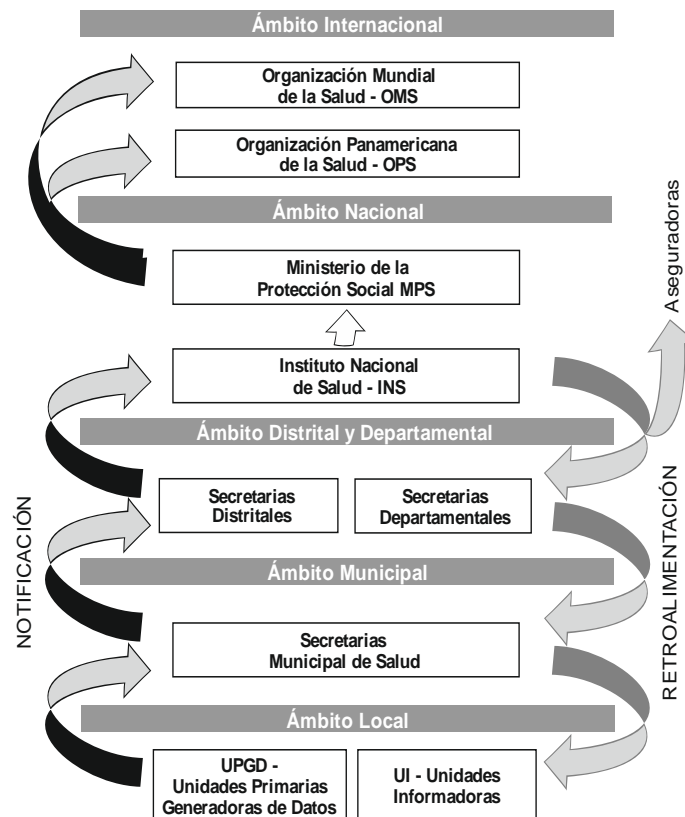 Ámbito Internacional
Organización Mundial
de la Salud - OMS
Organización Panamericana
de la Salud - OPS
Ámbito Nacional
Ministerio de la
Protección Social MPS
Aseguradoras
Instituto Nacional
de Salud - INS
Ámbito Distrital y Departamental
Secretarias
Distritales
Secretarias
Departamentales
NOTIFICACIÓN
RETROALIMENTACIÓN
Ámbito Municipal
Secretarias
Municipal de Salud
Ámbito Local
UPGD -
Unidades Primarias
Generadoras de Datos
UI - Unidades
Informadoras